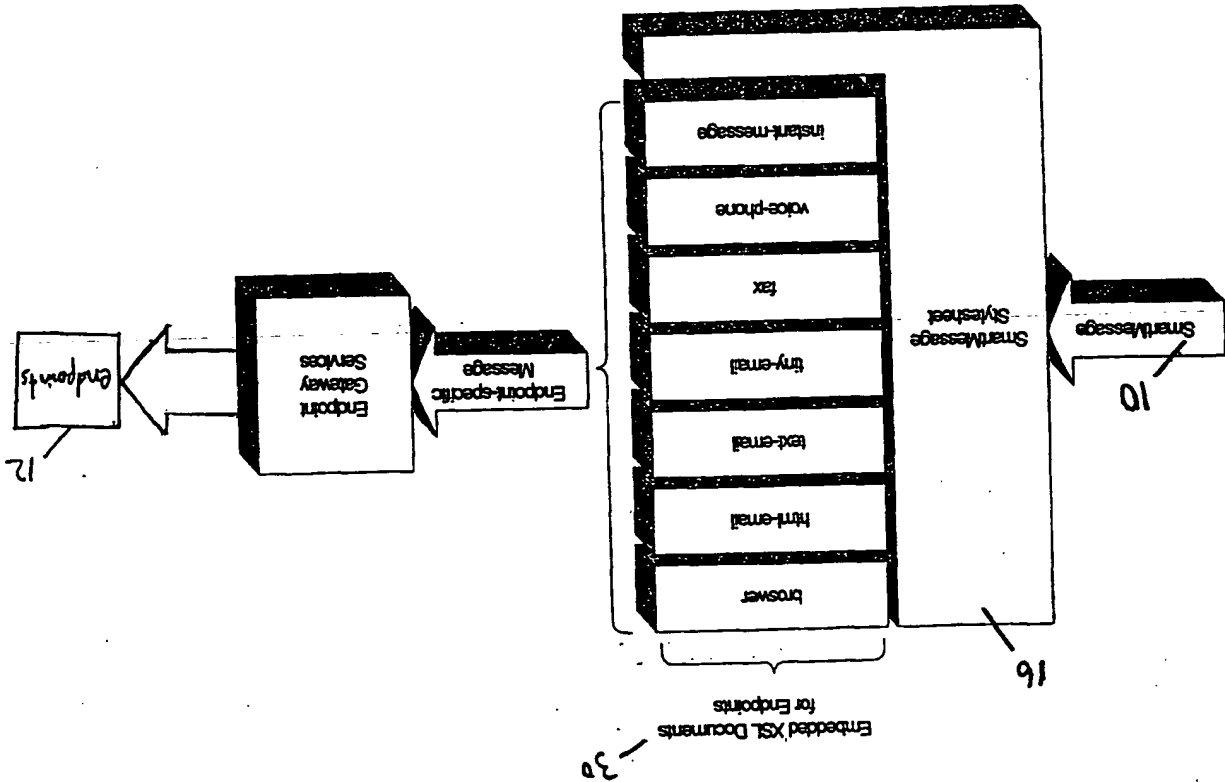 30
Embedded XSL Documents
for Endpoints
16
10
SmartMessage
SmartMessage
Stylesheet
broswer
html-email
text-email
tiny-email
fax
voice-phone
instant-message
Endpoint-specific
Message
Endpoint
Gateway
Services
12
Endpoints